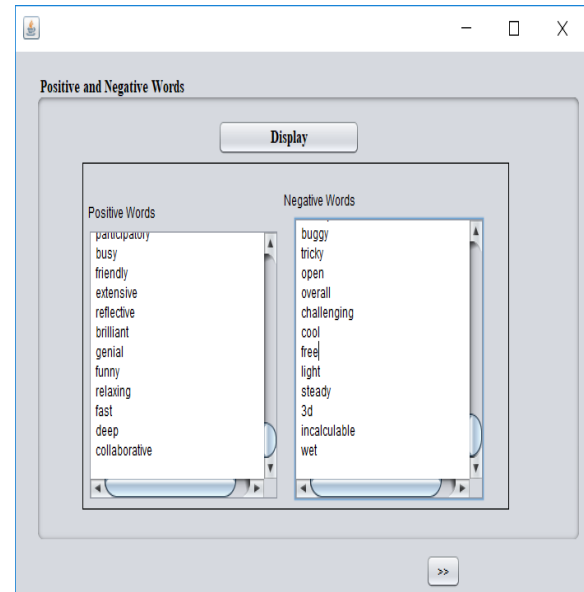 Positive and Negative Words
Display
Positive Words
participatory
busy
friendly
extensive
reflective
brilliant
genial
funny
relaxing
fast
deep
collaborative
Negative Words
buggy
tricky
open
overall
challenging
cool
free
light
steady
3d
incalculable
wet
>>